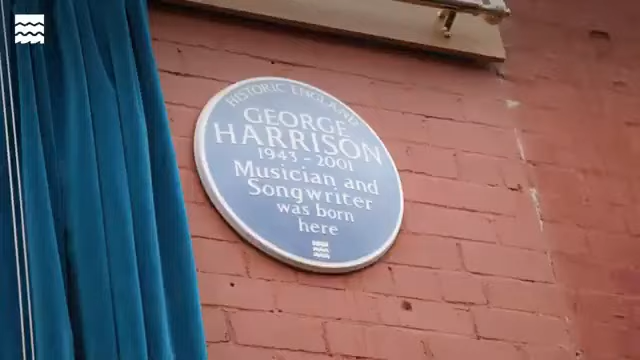 HISTORIC ENGLAND
GEORGE
HARRISON
1943 - 2001
Musician and
Songwriter
was born
here